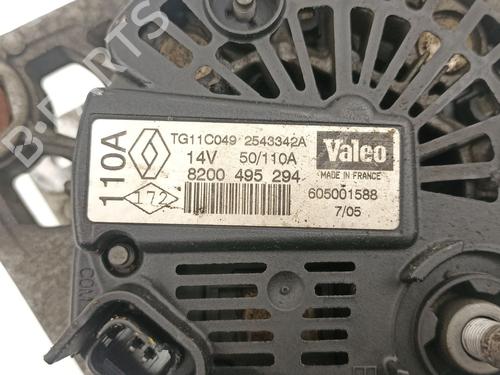 110A
172
TG11C049 2543342A
14V 50/110A
8200 495 294
Valeo
MADE IN FRANCE
605001588
7/05
B-PARTS